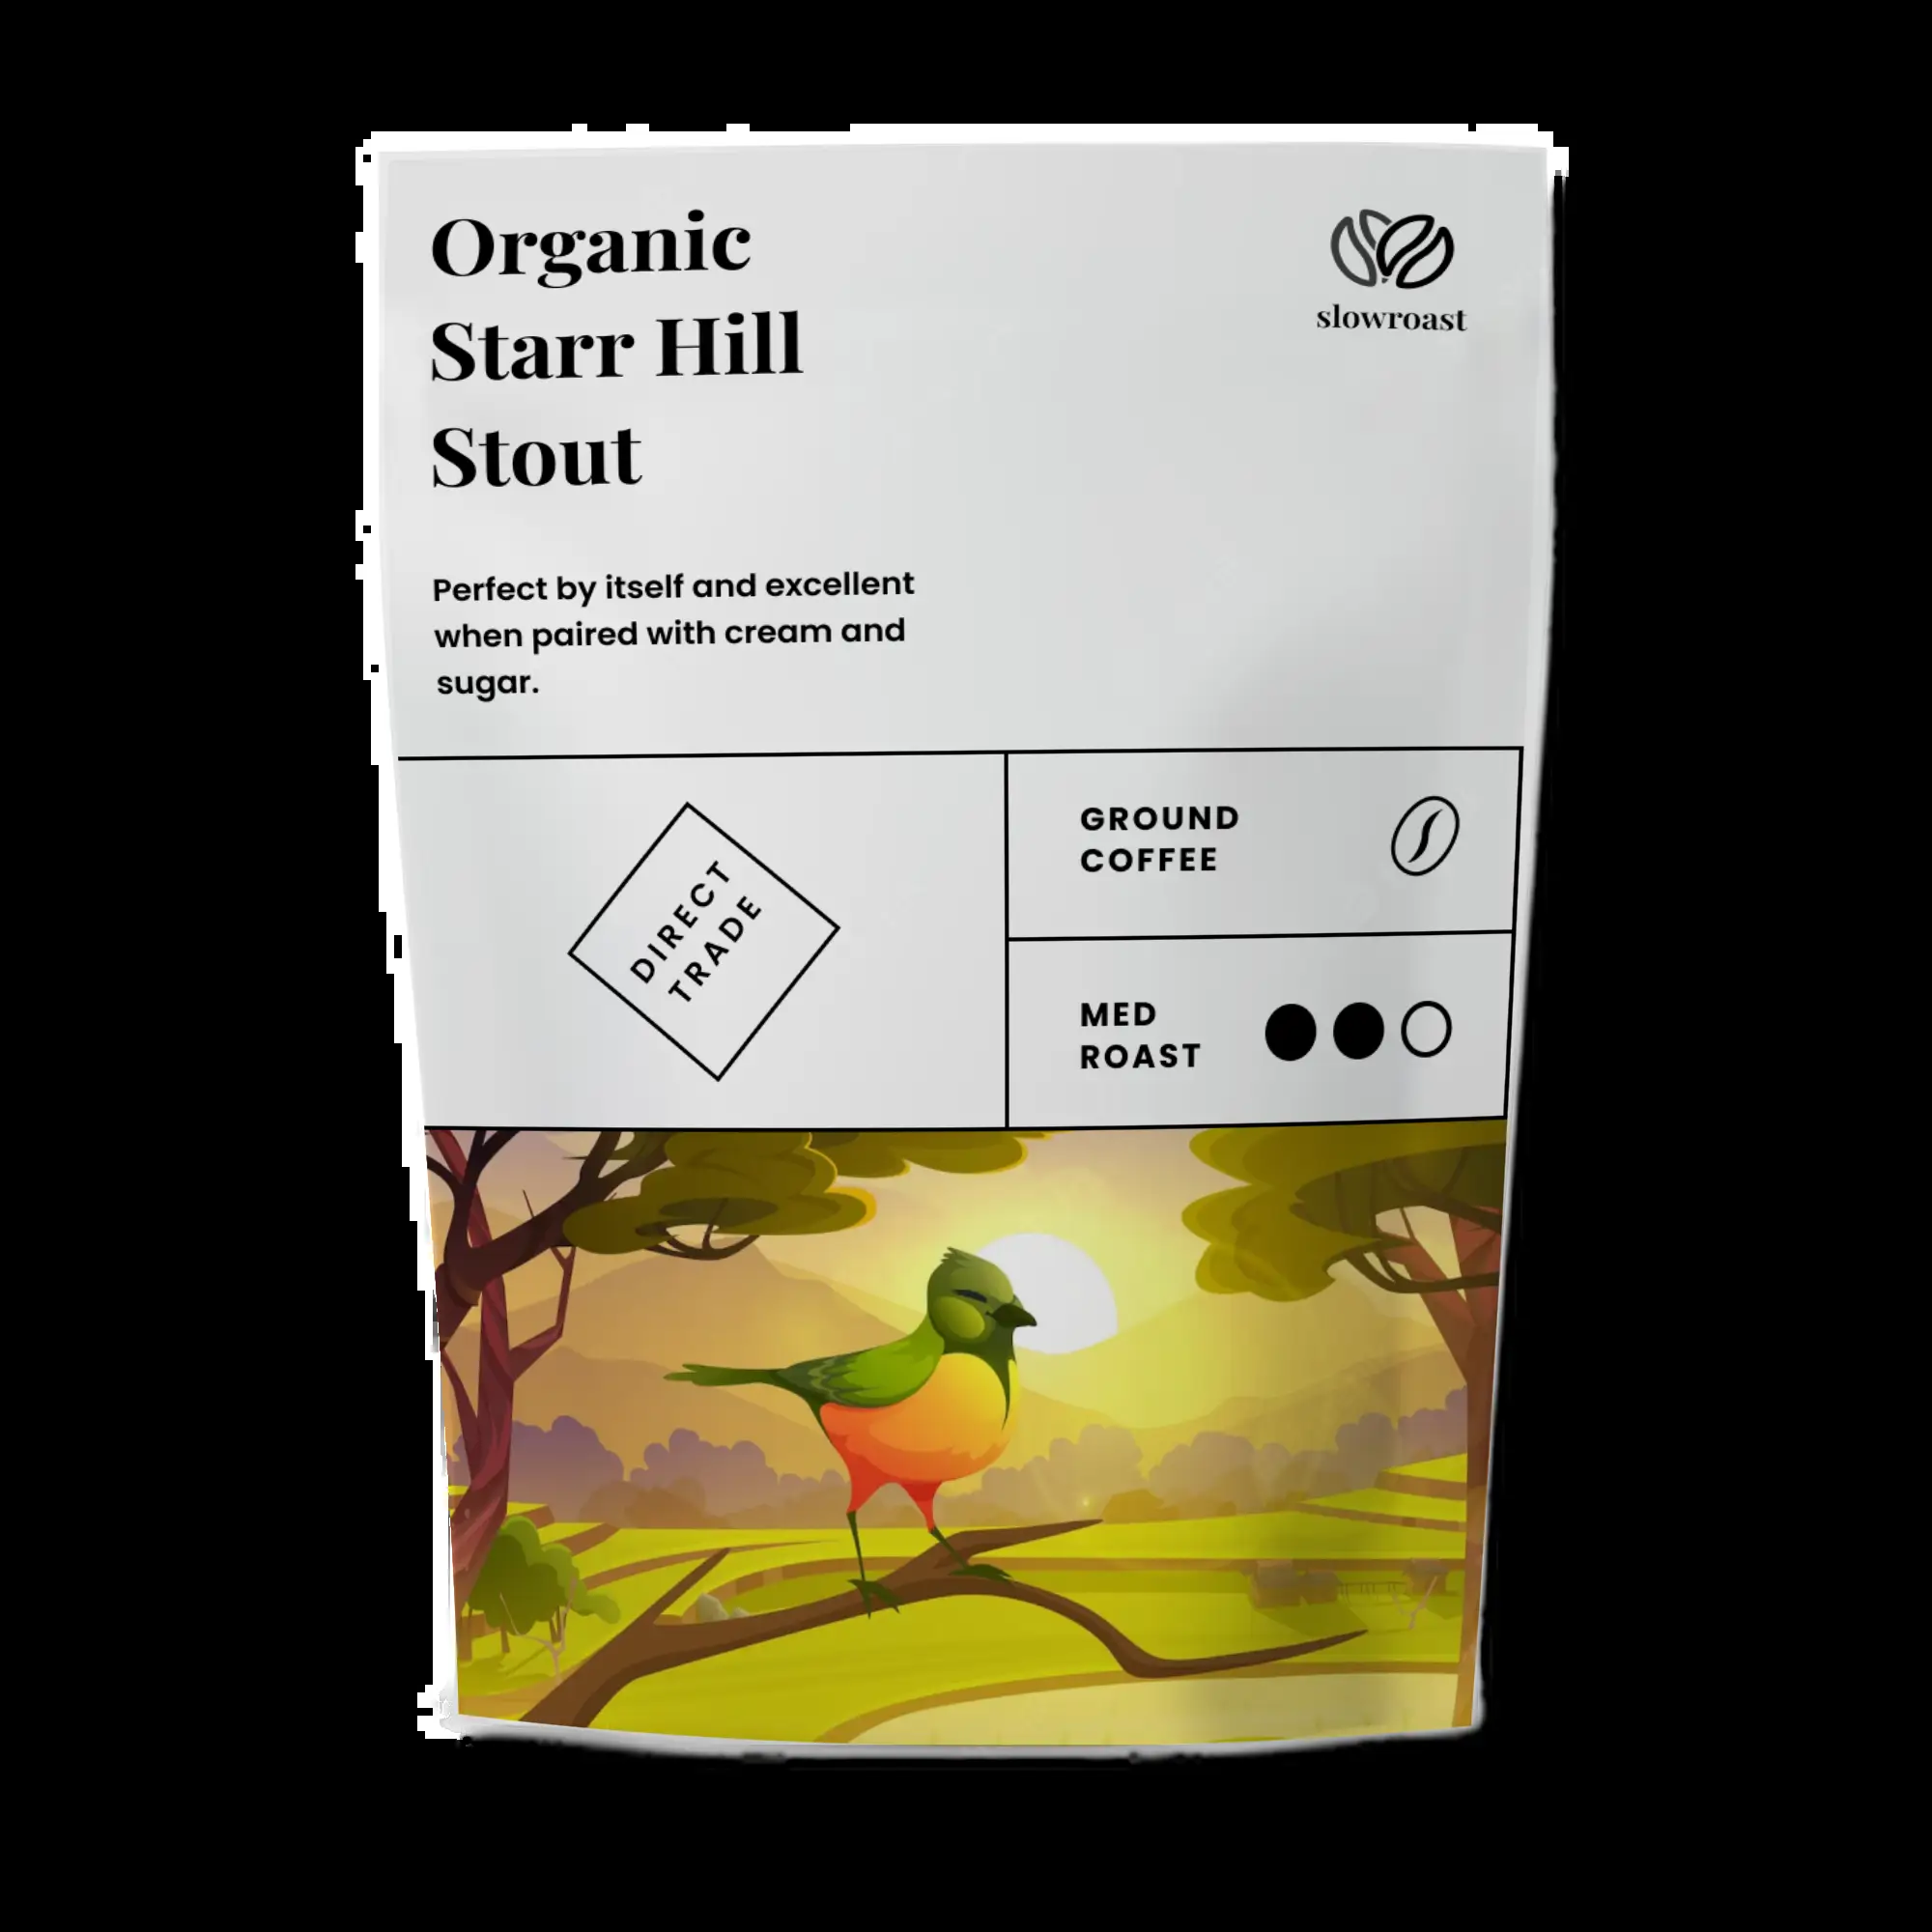 Organic
Starr Hill
Stout
slowroast
Perfect by itself and excellent
when paired with cream and
sugar.
DIRECT
TRADE
GROUND
COFFEE
MED
ROAST